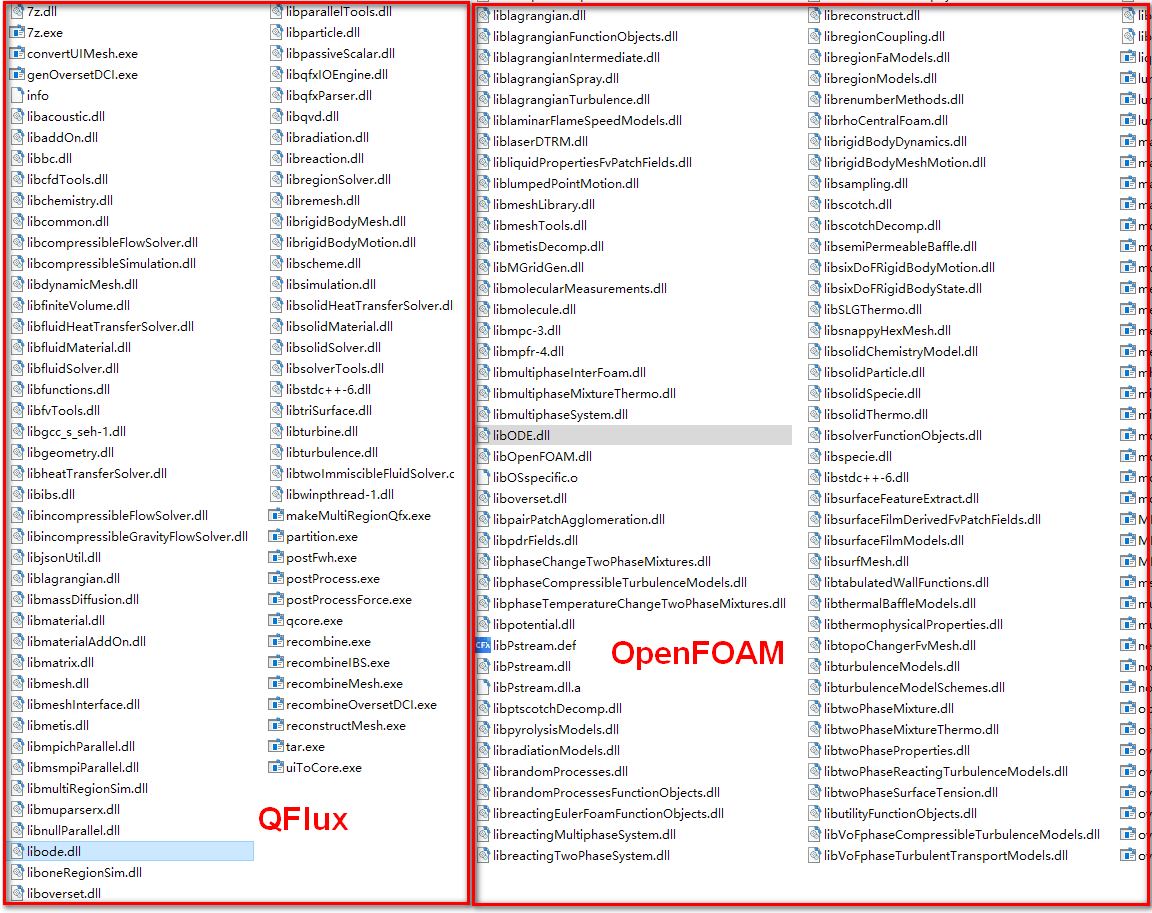 7z.dll
7z.exe
convertUIMesh.exe
genOversetDCI.exe
info
libacoustic.dll
libaddOn.dll
libbc.dll
libcfdTools.dll
libchemistry.dll
libcommon.dll
libcompressibleFlowSolver.dll
libcompressibleSimulation.dll
libdynamicMesh.dll
libfiniteVolume.dll
libfluidHeatTransferSolver.dll
libfluidMaterial.dll
libfluidSolver.dll
libfunctions.dll
libfvTools.dll
libgcc_s_seh-1.dll
libgeometry.dll
libheatTransferSolver.dll
libibs.dll
libincompressibleFlowSolver.dll
libincompressibleGravityFlowSolver.dll
libjsonUtil.dll
liblagrangian.dll
libmassDiffusion.dll
libmaterial.dll
libmaterialAddOn.dll
libmatrix.dll
libmesh.dll
libmeshInterface.dll
libmetis.dll
libmpichParallel.dll
libmsmpiParallel.dll
libmultiRegionSim.dll
libmuparserx.dll
libnullParallel.dll
libode.dll
liboneRegionSim.dll
liboverset.dll
libparallelTools.dll
libparticle.dll
libpassiveScalar.dll
libqfxIOEngine.dll
libqfxParser.dll
libqvd.dll
libradiation.dll
libreaction.dll
libregionSolver.dll
libremesh.dll
librigidBodyMesh.dll
librigidBodyMotion.dll
libscheme.dll
libsimulation.dll
libsolidHeatTransferSolver.dl
libsolidMaterial.dll
libsolidSolver.dll
libsolverTools.dll
libstdc++-6.dll
libtriSurface.dll
libturbine.dll
libturbulence.dll
libtwoImmiscibleFluidSolver.c
libwinpthread-1.dll
makeMultiRegionQfx.exe
partition.exe
postFwh.exe
postProcess.exe
postProcessForce.exe
qcore.exe
recombine.exe
recombineIBS.exe
recombineMesh.exe
recombineOversetDCI.exe
reconstructMesh.exe
tar.exe
uiToCore.exe
QFlux
liblagrangian.dll
liblagrangianFunctionObjects.dll
liblagrangianIntermediate.dll
liblagrangianSpray.dll
liblagrangianTurbulence.dll
liblaminarFlameSpeedModels.dll
liblaserDTRM.dll
libliquidPropertiesFvPatchFields.dll
liblumpedPointMotion.dll
libmeshLibrary.dll
libmeshTools.dll
libmetisDecomp.dll
libMGridGen.dll
libmolecularMeasurements.dll
libmolecule.dll
libmpc-3.dll
libmpfr-4.dll
libmultiphaseInterFoam.dll
libmultiphaseMixtureThermo.dll
libmultiphaseSystem.dll
libODE.dll
libOpenFOAM.dll
libOSspecific.o
liboverset.dll
libpairPatchAgglomeration.dll
libpdrFields.dll
libphaseChangeTwoPhaseMixtures.dll
libphaseCompressibleTurbulenceModels.dll
libphaseTemperatureChangeTwoPhaseMixtures.dll
libpotential.dll
CFX
libPstream.def
libPstream.dll
libPstream.dll.a
libptscotchDecomp.dll
libpyrolysisModels.dll
libradiationModels.dll
librandomProcesses.dll
librandomProcessesFunctionObjects.dll
libreactingEulerFoamFunctionObjects.dll
libreactingMultiphaseSystem.dll
libreactingTwoPhaseSystem.dll
OpenFOAM
libreconstruct.dll
libregionCoupling.dll
libregionFaModels.dll
libregionModels.dll
librenumberMethods.dll
librhoCentralFoam.dll
librigidBodyDynamics.dll
librigidBodyMeshMotion.dll
libsampling.dll
libscotch.dll
libscotchDecomp.dll
libsemiPermeableBaffle.dll
libsixDoFRigidBodyMotion.dll
libsixDoFRigidBodyState.dll
libSLGThermo.dll
libsnappyHexMesh.dll
libsolidChemistryModel.dll
libsolidParticle.dll
libsolidSpecie.dll
libsolidThermo.dll
libsolverFunctionObjects.dll
libspecie.dll
libstdc++-6.dll
libsurfaceFeatureExtract.dll
libsurfaceFilmDerivedFvPatchFields.dll
libsurfaceFilmModels.dll
libsurfMesh.dll
libtabulatedWallFunctions.dll
libthermalBaffleModels.dll
libthermophysicalProperties.dll
libtopoChangerFvMesh.dll
libturbulenceModels.dll
libturbulenceModelSchemes.dll
libtwoPhaseMixture.dll
libtwoPhaseMixtureThermo.dll
libtwoPhaseProperties.dll
libtwoPhaseReactingTurbulenceModels.dll
libtwoPhaseSurfaceTension.dll
libutilityFunctionObjects.dll
libVoFphaseCompressibleTurbulenceModels.dll
libVoFphaseTurbulentTransportModels.dll